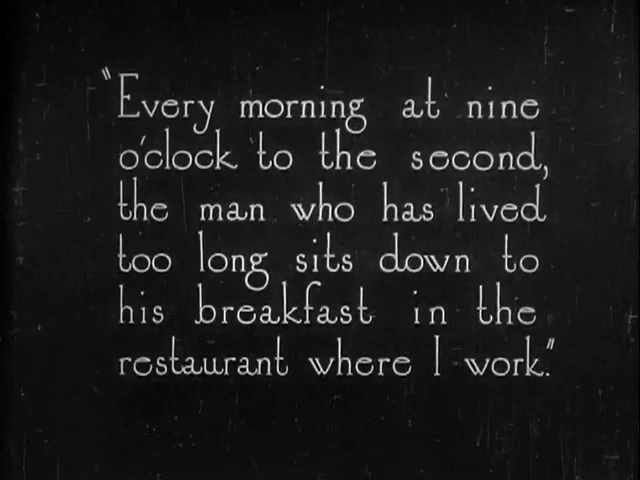 "Every morning at nine
o'clock to the second,
the man who has lived
too long sits down to
his breakfast in the
restaurant where I work."